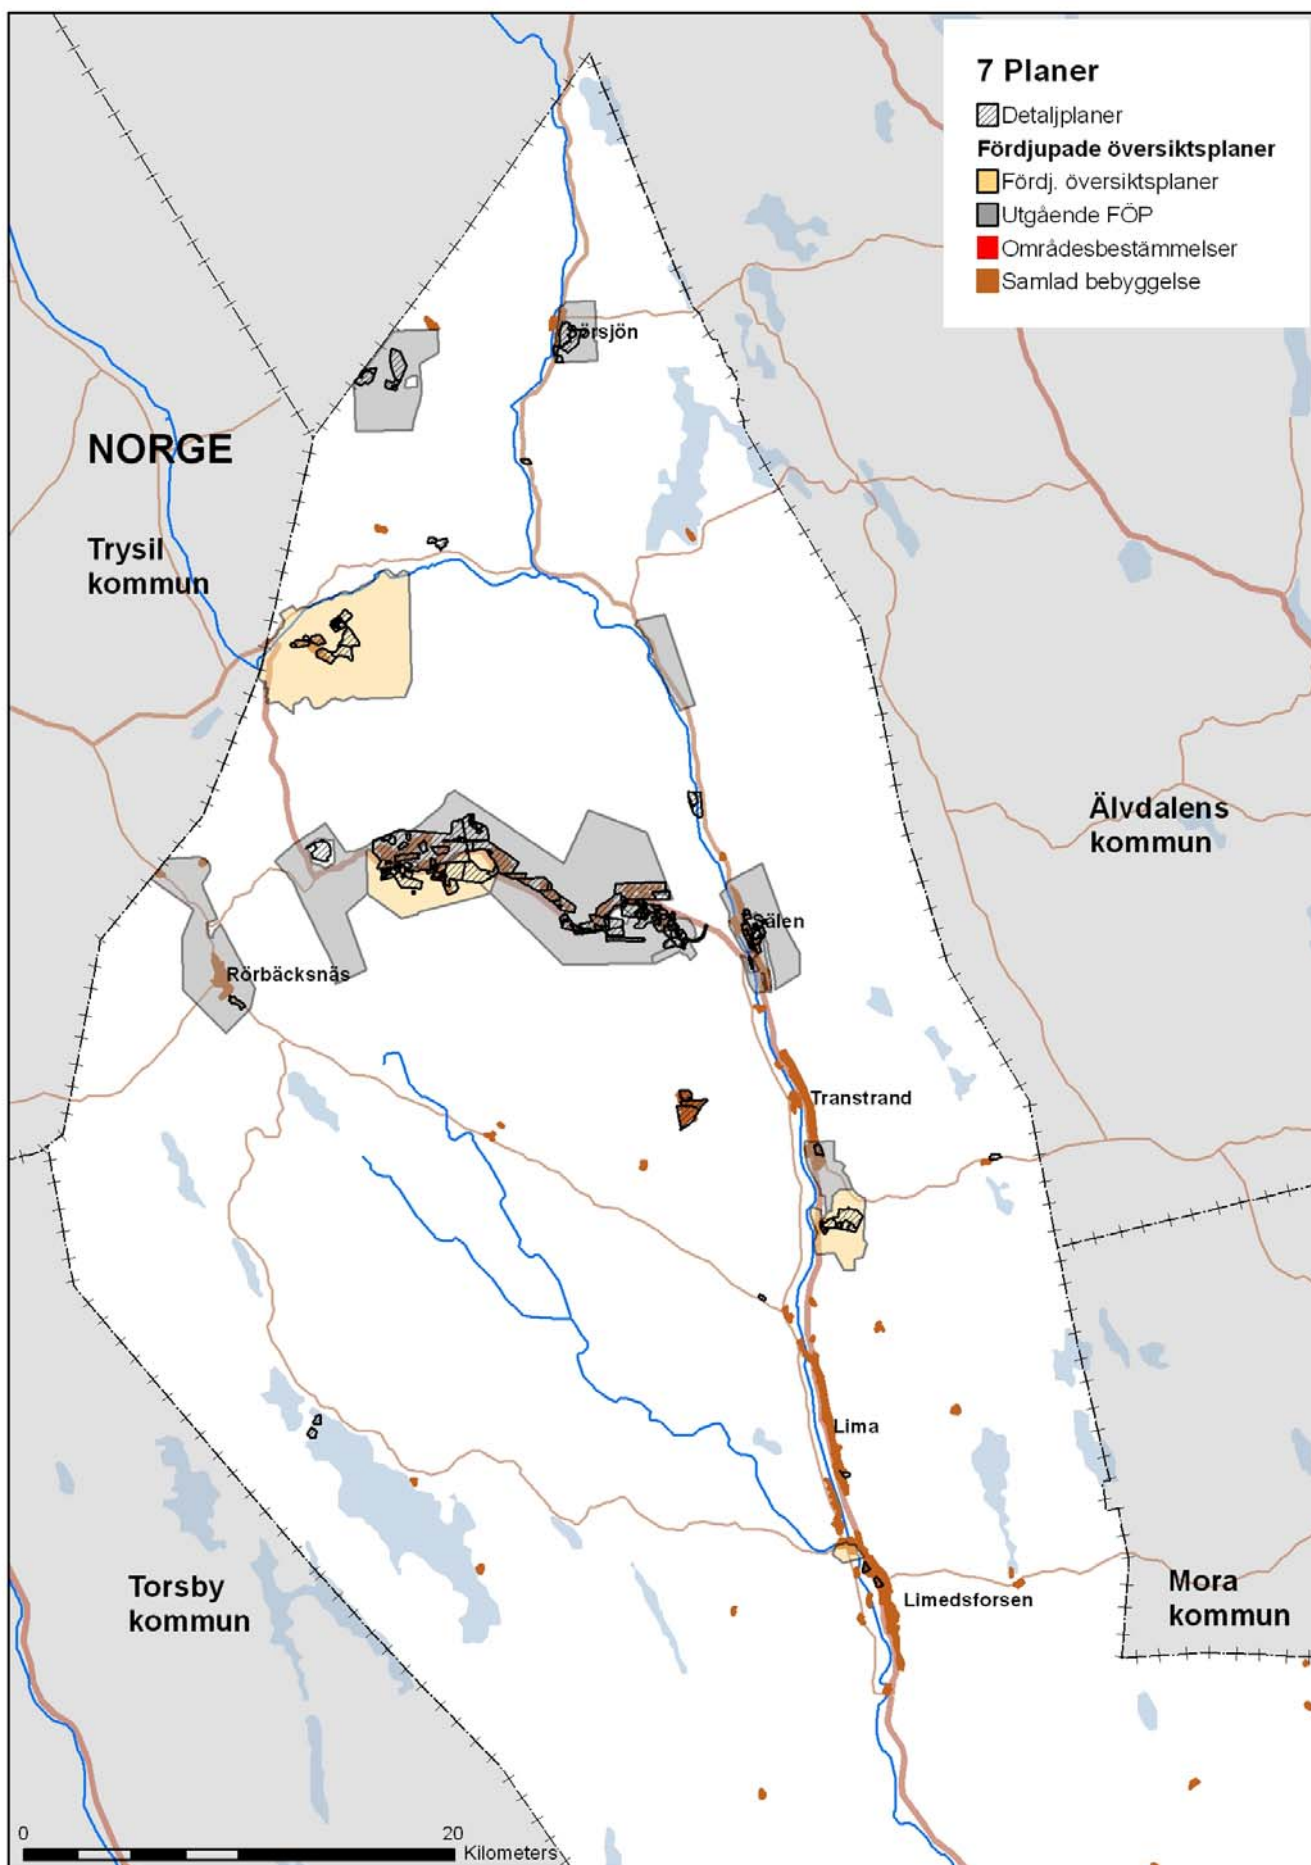 7 Planer
Detaljplaner
Fördjupade översiktsplaner
Fördj. översiktsplaner
Utgående FÖP
Områdesbestämmelser
Samlad bebyggelse
Sörsjön
NORGE
Trysil
kommun
Älvdalens
kommun
Sälen
Rörbäcksnäs
Transtrand
Lima
Torsby
kommun
Limedsforsen
Mora
kommun
0 20
Kilometers